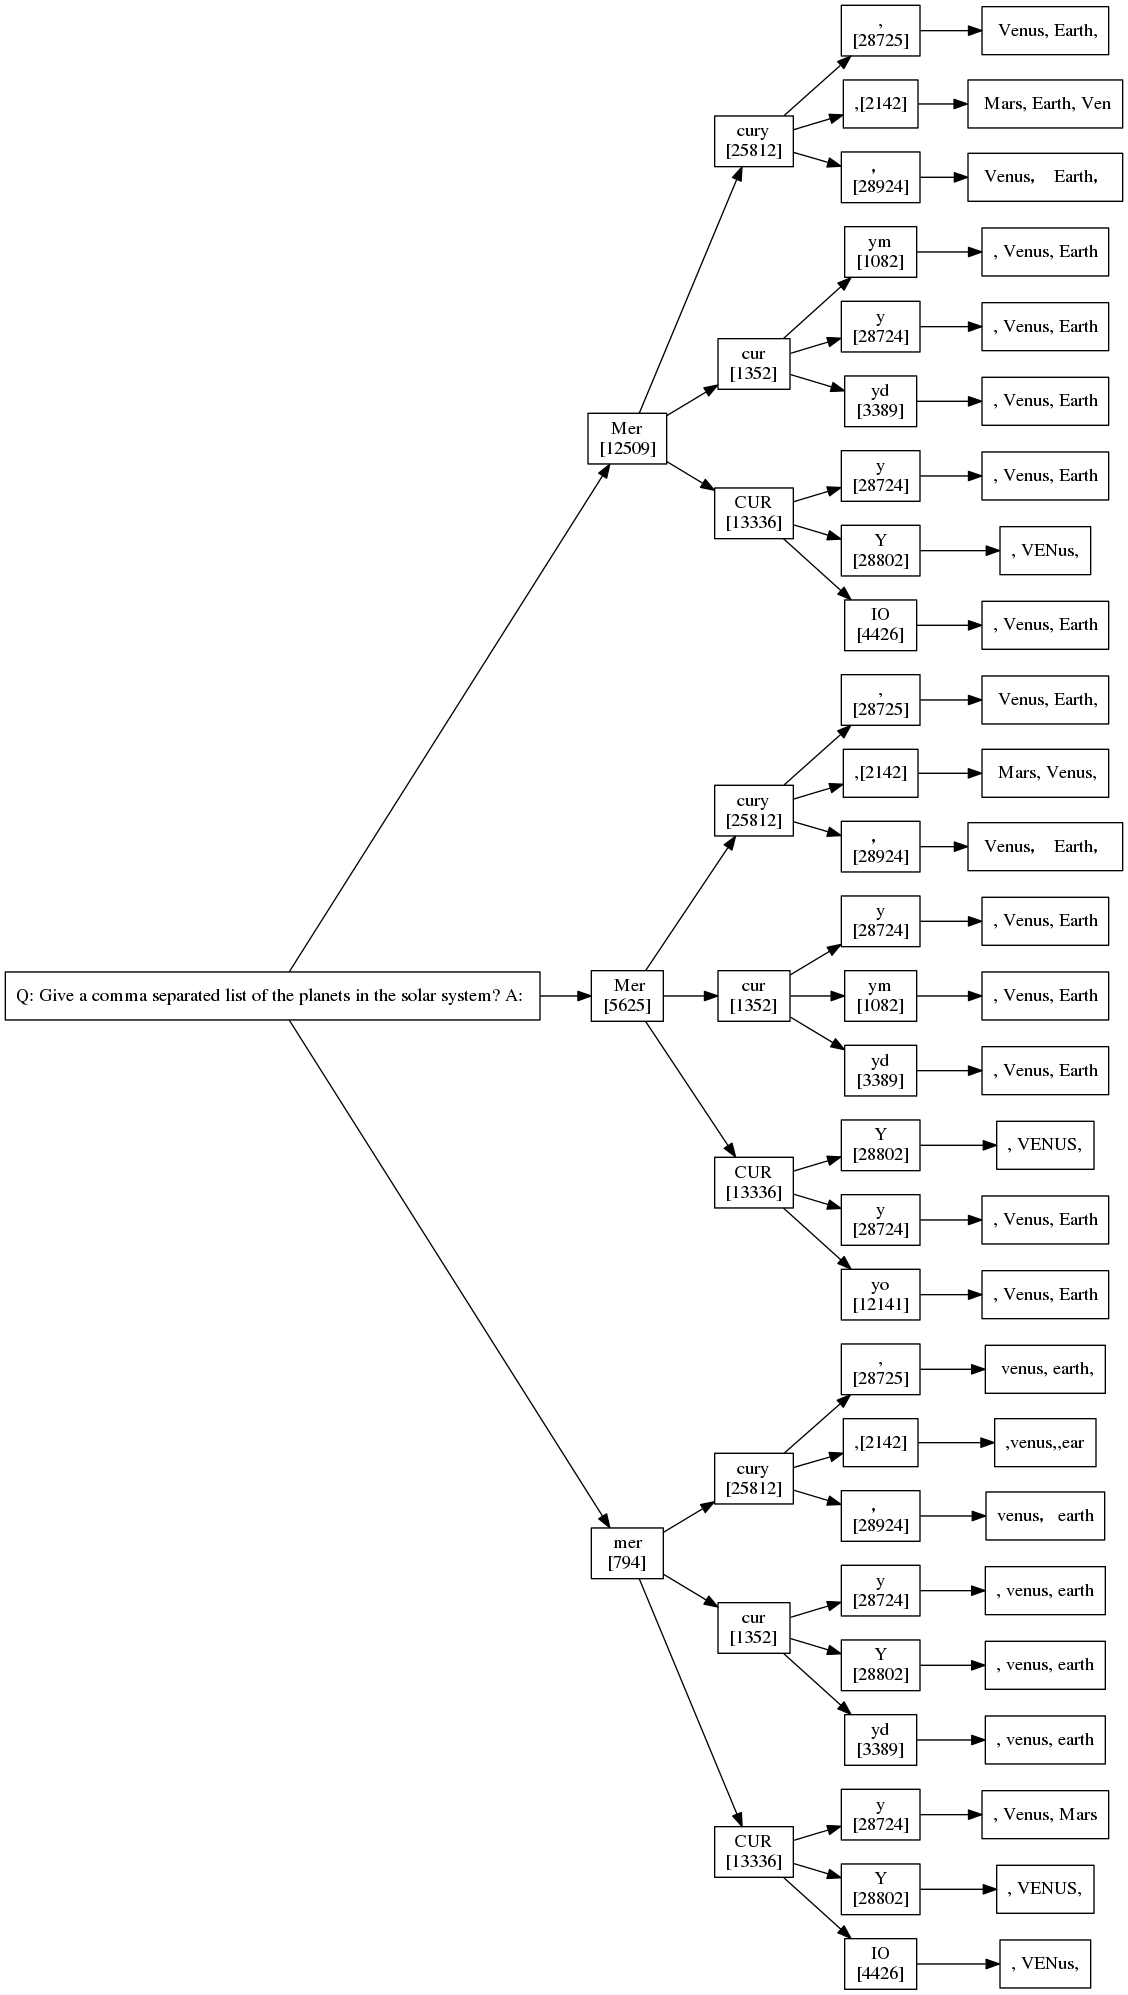 Q: Give a comma separated list of the planets in the solar system? A:
Mer
[12509]
cury
[25812]
,
[28725]
Venus, Earth,
,[2142]
Mars, Earth, Ven
，
[28924]
Venus， Earth，
cur
[1352]
ym
[1082]
, Venus, Earth
y
[28724]
, Venus, Earth
yd
[3389]
, Venus, Earth
CUR
[13336]
y
[28724]
, Venus, Earth
Y
[28802]
, VENus,
IO
[4426]
, Venus, Earth
Mer
[5625]
cury
[25812]
,
[28725]
Venus, Earth,
,[2142]
Mars, Venus,
，
[28924]
Venus， Earth，
cur
[1352]
y
[28724]
, Venus, Earth
ym
[1082]
, Venus, Earth
yd
[3389]
, Venus, Earth
CUR
[13336]
Y
[28802]
, VENUS,
y
[28724]
, Venus, Earth
yo
[12141]
, Venus, Earth
mer
[794]
cury
[25812]
,
[28725]
venus, earth,
,[2142]
,venus,,ear
，
[28924]
venus， earth
cur
[1352]
y
[28724]
, venus, earth
Y
[28802]
, venus, earth
yd
[3389]
, venus, earth
CUR
[13336]
y
[28724]
, Venus, Mars
Y
[28802]
, VENUS,
IO
[4426]
, VENus,